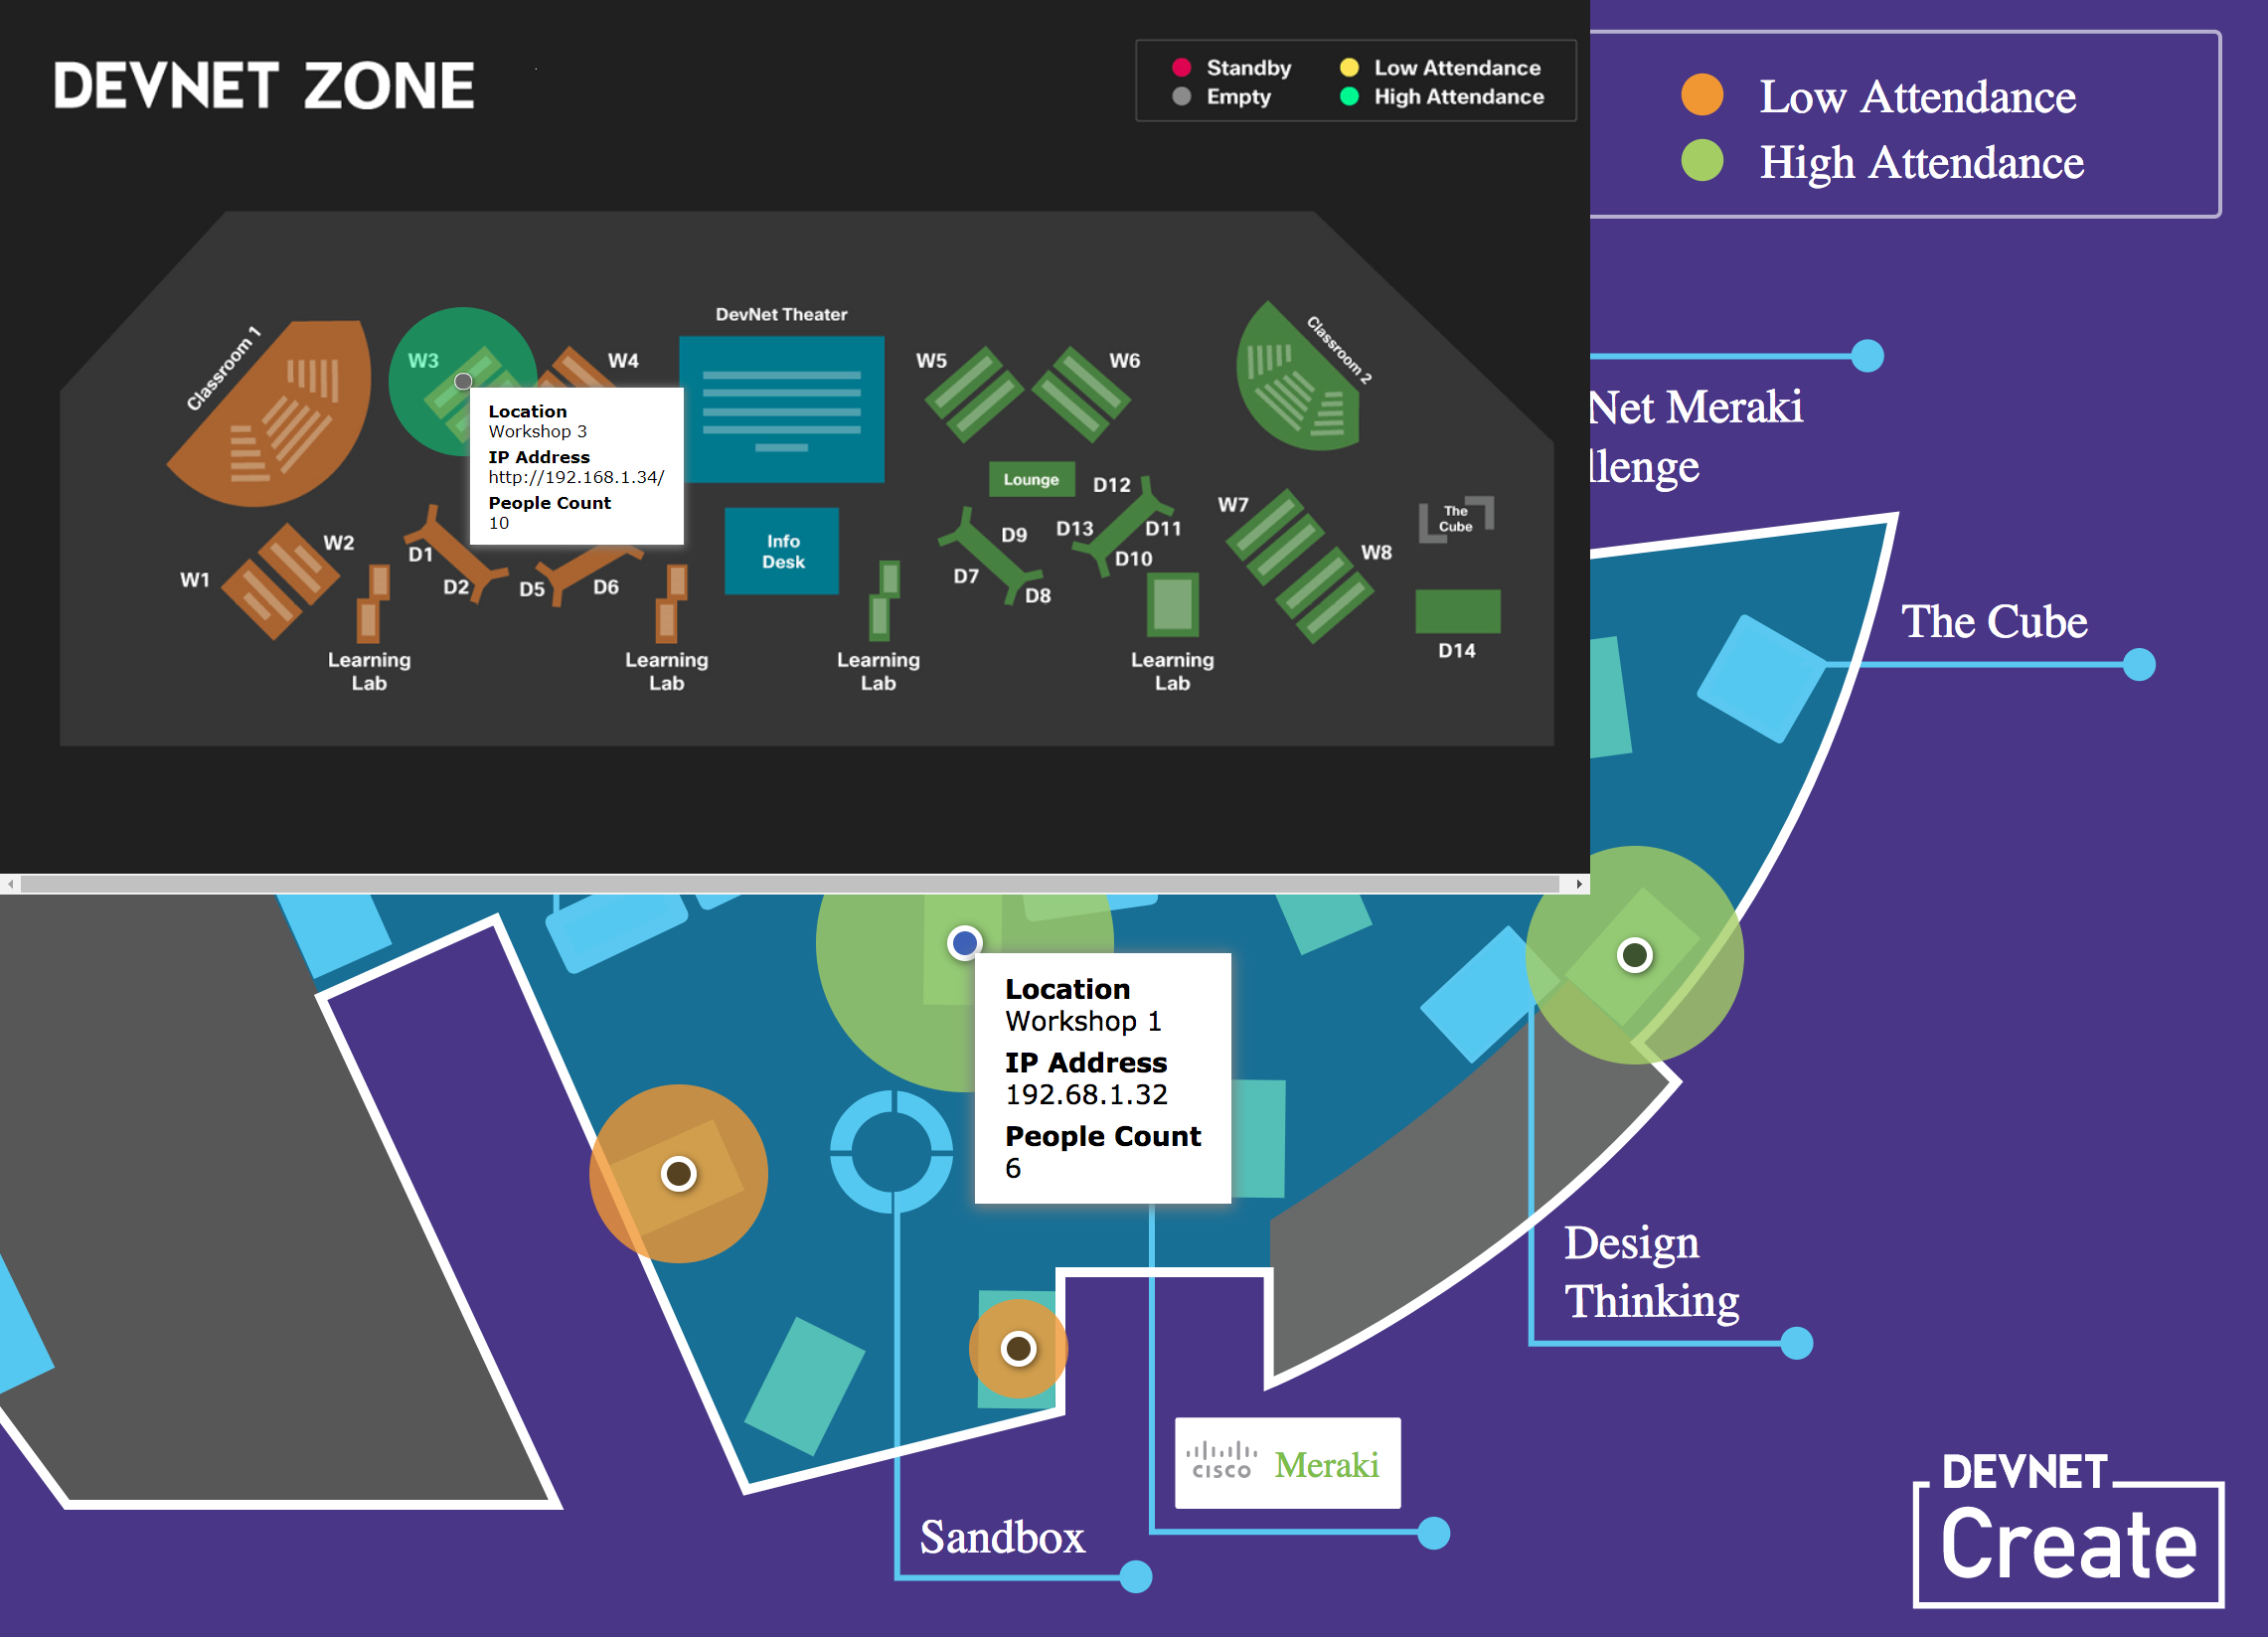 DEVNET ZONE
Standby
Low Attendance
Empty
High Attendance
Low Attendance
High Attendance
DevNet Theater
Classroom 1
W3
W4
W5
W6
Classroom 2
Location
Workshop 3
IP Address
http://192.168.1.34/
People Count
10
Net Meraki
llenge
Lounge
D12
W7
The
Cube
D13
D11
D9
D10
W2
D1
Info
Desk
W8
W1
D2
D5
D6
D7
D8
The Cube
D14
Learning
Lab
Learning
Lab
Learning
Lab
Learning
Lab
Location
Workshop 1
IP Address
192.68.1.32
People Count
6
Design
Thinking
CISCO Meraki
Sandbox
DEVNET
Create